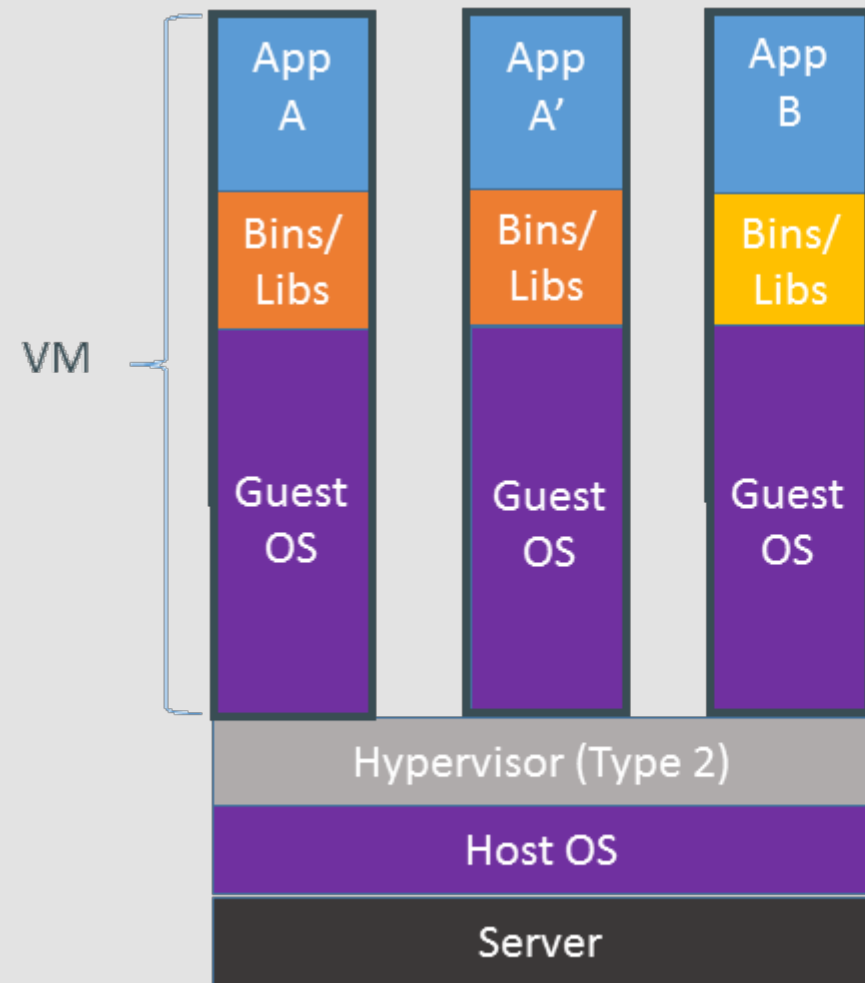 App
A
App
A’
App
B
Bins/
Libs
Bins/
Libs
Bins/
Libs
VM
Guest
OS
Guest
OS
Guest
OS
Hypervisor (Type 2)
Host OS
Server